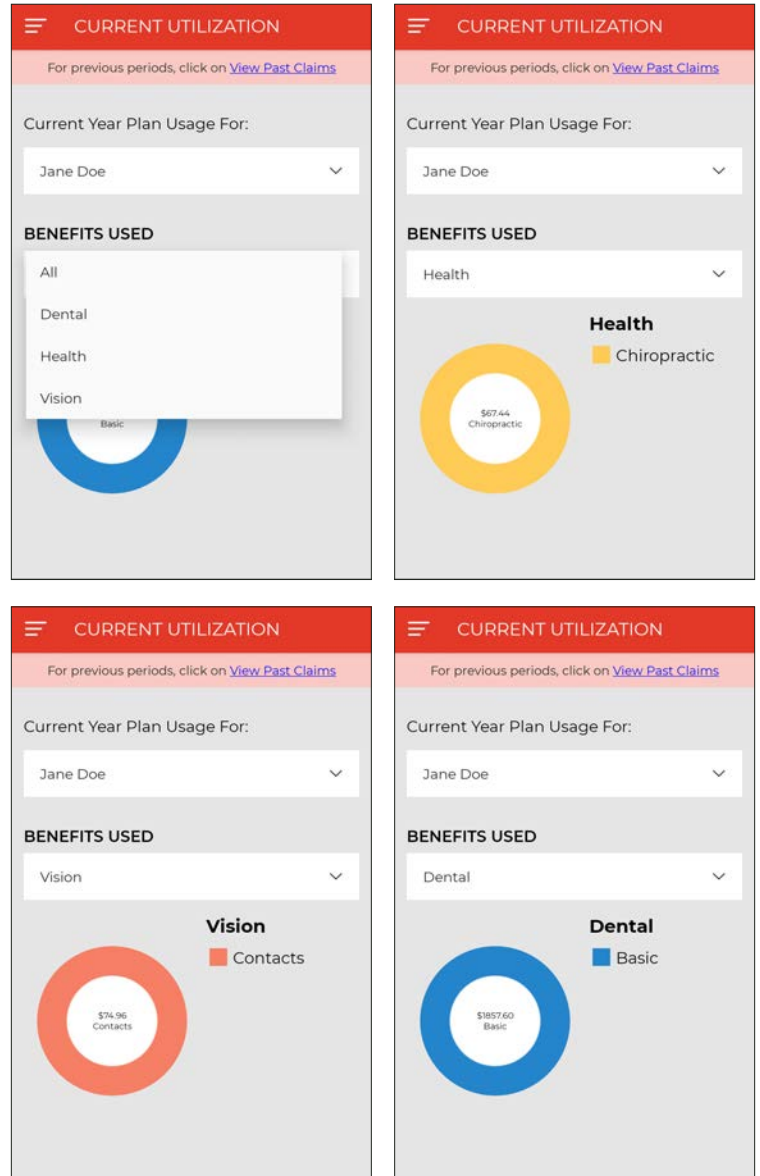 CURRENT UTILIZATION
For previous periods, click on View Past Claims
Current Year Plan Usage For:
Jane Doe
BENEFITS USED
All
Dental
Health
Vision
Basic
CURRENT UTILIZATION
For previous periods, click on View Past Claims
Current Year Plan Usage For:
Jane Doe
BENEFITS USED
Health
Health
Chiropractic
$67.44
Chiropractic
CURRENT UTILIZATION
For previous periods, click on View Past Claims
Current Year Plan Usage For:
Jane Doe
BENEFITS USED
Vision
Vision
Contacts
$74.96
Contacts
CURRENT UTILIZATION
For previous periods, click on View Past Claims
Current Year Plan Usage For:
Jane Doe
BENEFITS USED
Dental
Dental
Basic
$1857.60
Basic